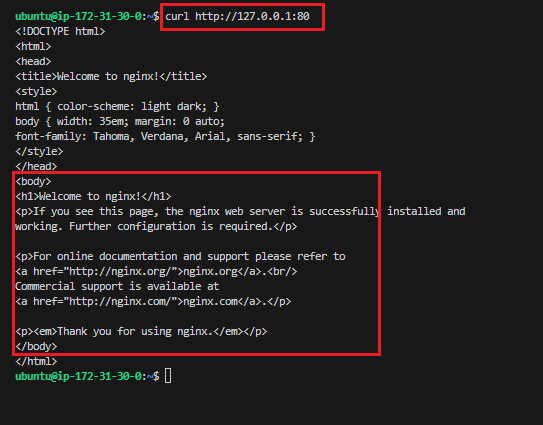 ubuntu@ip-172-31-30-0:~$ curl http://127.0.0.1:80
<!DOCTYPE html>
<html>
<head>
<title>Welcome to nginx!</title>
<style>
html { color-scheme: light dark; }
body { width: 35em; margin: 0 auto;
font-family: Tahoma, Verdana, Arial, sans-serif; }
</style>
</head>
<body>
<h1>Welcome to nginx!</h1>
<p>If you see this page, the nginx web server is successfully installed and
working. Further configuration is required.</p>

<p>For online documentation and support please refer to
<a href="http://nginx.org/">nginx.org</a>.<br/>
Commercial support is available at
<a href="http://nginx.com/">nginx.com</a>.</p>

<p><em>Thank you for using nginx.</em></p>
</body>
</html>
ubuntu@ip-172-31-30-0:~$